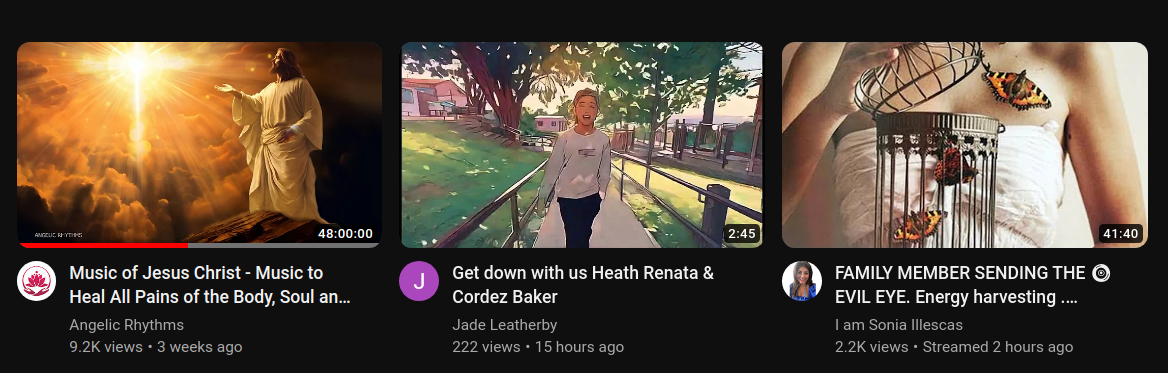 ANGELIC RHYTHMS
48:00:00
2:45
41:40
Music of Jesus Christ - Music to
Heal All Pains of the Body, Soul an...
Angelic Rhythms
9.2K views • 3 weeks ago
J
Get down with us Heath Renata &
Cordez Baker
Jade Leatherby
222 views • 15 hours ago
FAMILY MEMBER SENDING THE 🧿
EVIL EYE. Energy harvesting ....
I am Sonia Illescas
2.2K views • Streamed 2 hours ago